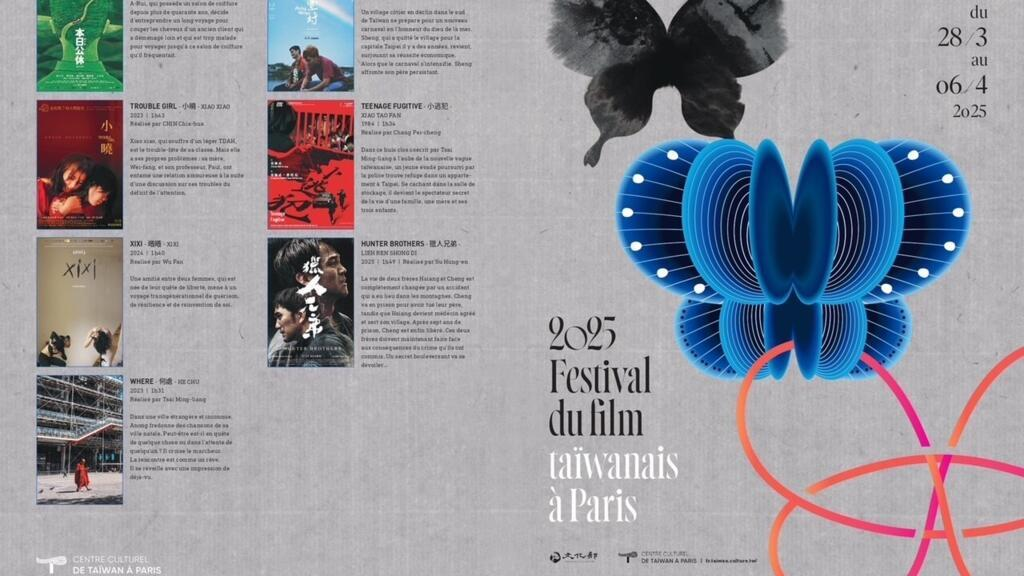 A-Rui, qui possède un salon de coiffure
depuis plus de quarante ans, décide
d'entreprendre un long voyage pour
couper les cheveux d'un ancien client qui
a déménagé loin et qui est trop malade
pour voyager jusqu'à ce salon de coiffure
qu'il fréquentait.
本日公休
Un village côtier en déclin dans le sud
de Taïwan se prépare pour un nouveau
carnaval en l'honneur du dieu de la mer.
Sheng, qui a quitté le village pour la
capitale Taipei il y a des années, revient,
Alors que le carnaval s'intensifie, Sheng
affronte son père persistant.
小曉
TROUBLE GIRL - 小曉 - XIAO XIAO
2023 | 1h43
Réalisé par CHIN Chia-hua
Xiao xiao, qui souffre d'un léger TDAH,
est le trouble-fête de sa classe. Mais elle
a ses propres problèmes : sa mère,
Wei-fang, et son professeur, Paul, ont
entamé une relation amoureuse à la suite
d'une discussion sur ses troubles du
déficit de l'attention.
Teenage
Fugitive
TEENAGE FUGITIVE - 小逃犯 -
XIAO TAO FAN
1984 | 1h34
Réalisé par Chang Pei-cheng
Dans ce huis clos écrit par Tsai
Ming-liang à l'aube de la nouvelle vague
taïwanaise, un jeune évadé poursuivi par
la police trouve refuge dans un apparte-
ment à Taipei. Se cachant dans la salle de
stockage, il devient le spectateur secret
de la vie d'une famille, une mère et ses
trois enfants.
xixi
XIXI - 嘻嘻 - XIXI
2024 | 1h40
Réalisé par Wu Fan
Une amitié entre deux femmes, qui est
née de leur quête de liberté, mène à un
voyage transgénérationnel de guérison,
de résilience et de réinvention de soi.
獵人兄弟
HUNTER BROTHERS
HUNTER BROTHERS - 獵人兄弟 -
LIEH REN SHONG DI
2025 | 1h49 | Réalisé par Su Hung-en
La vie de deux frères Hsiang et Cheng est
complètement changée par un accident
qui a eu lieu dans les montagnes. Cheng
va en prison pour avoir tué leur père,
tandis que Hsiang devient médecin agréé
et sert son village. Après sept ans de
prison, Cheng est enfin libéré. Ces deux
frères doivent maintenant faire face
aux conséquences du crime qu'ils ont
commis. Un secret bouleversant va se
dévoiler...
WHERE - 何處 - HE CHU
2023 | 1h31
Réalisé par Tsai Ming-liang
Dans une ville étrangère et inconnue,
Anong fredonne des chansons de sa
ville natale. Peut-être est-il en quête
de quelque chose ou dans l'attente de
quelqu'un ? Il croise le marcheur.
La rencontre est comme un rêve.
Il se réveille avec une impression de
déjà-vu.
CENTRE CULTUREL
DE TAÏWAN À PARIS
du
28/3
au
06/4
2025
2025
Festival
du film
taïwanais
à Paris
文化部
CENTRE CULTUREL
DE TAÏWAN À PARIS | fr.taiwan.culture.tw/